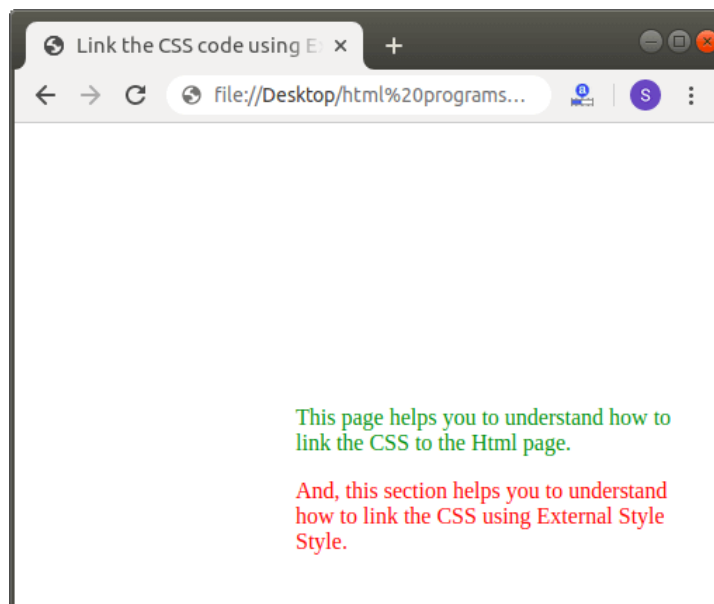 Link the CSS code using Ex
file://Desktop/html%20programs...
a
S
This page helps you to understand how to
link the CSS to the Html page.
And, this section helps you to understand
how to link the CSS using External Style
Style.